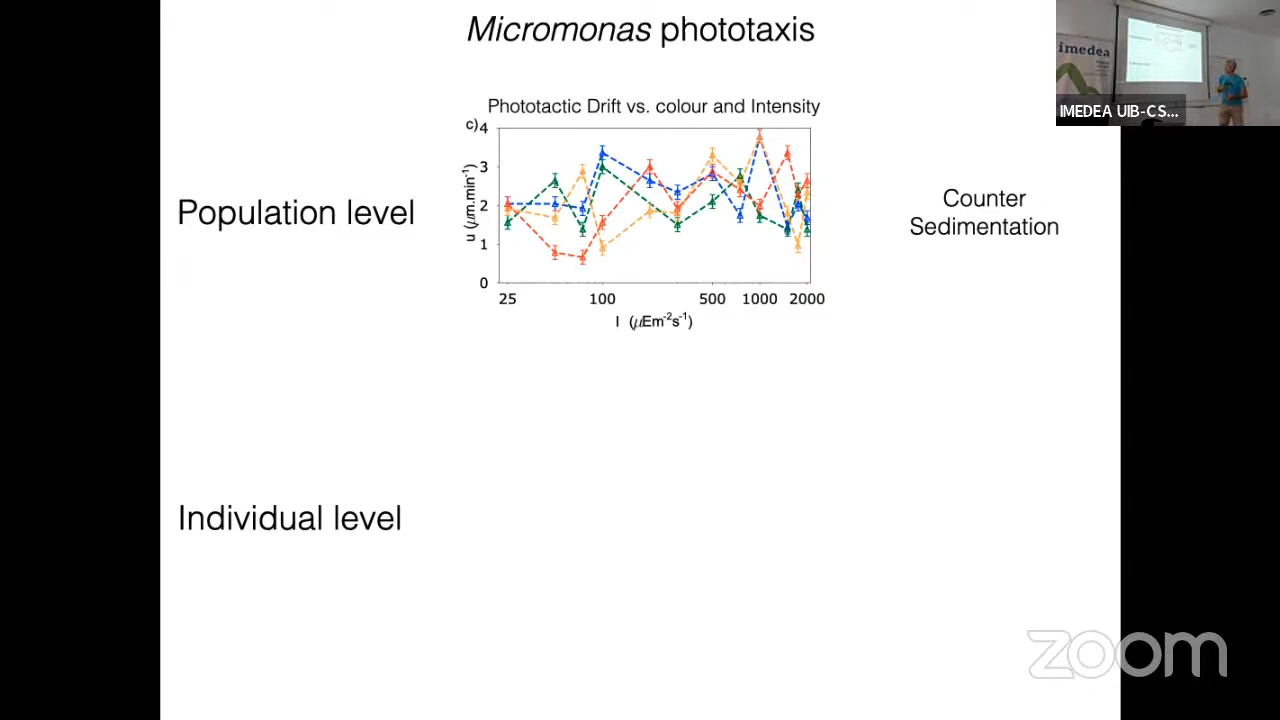 Micromonas phototaxis
imedea
IMEDEA UIB-CS...
Phototactic Drift vs. colour and Intensity
c)
4
3
2
1
0
u (μm.min-1)
25 100 500 1000 2000
I (μEm-2s-1)
Population level
Counter
Sedimentation
Individual level
zoom